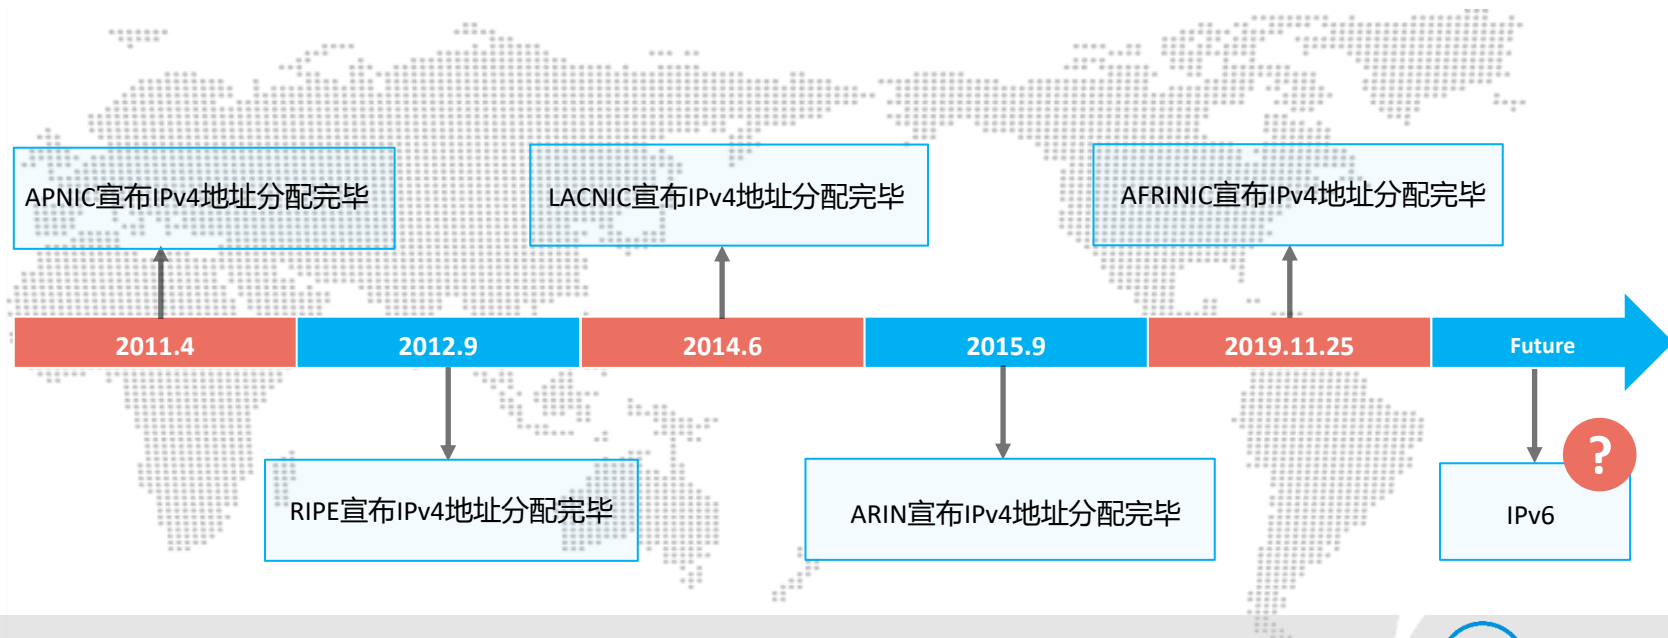 APNIC宣布IPv4地址分配完毕
LACNIC宣布IPv4地址分配完毕
AFRINIC宣布IPv4地址分配完毕
2011.4
2012.9
2014.6
2015.9
2019.11.25
Future
?
RIPE宣布IPv4地址分配完毕
ARIN宣布IPv4地址分配完毕
IPv6